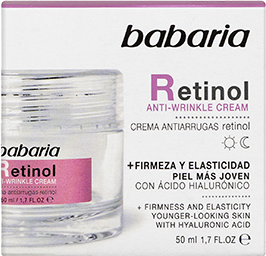 babaria
Retinol
ANTI-WRINKLE CREAM
CREMA ANTIARRUGAS retinol
+FIRMEZA Y ELASTICIDAD
PIEL MÁS JOVEN
CON ÁCIDO HIALURÓNICO
+ FIRMNESS AND ELASTICITY
YOUNGER-LOOKING SKIN
WITH HYALURONIC ACID
50 ml 1,7 FL.OZ ℮
babaria
Retinol
ANTI-WRINKLE CREAM
antiarrugas retinol
50 ml 1,7 FL.OZ ℮